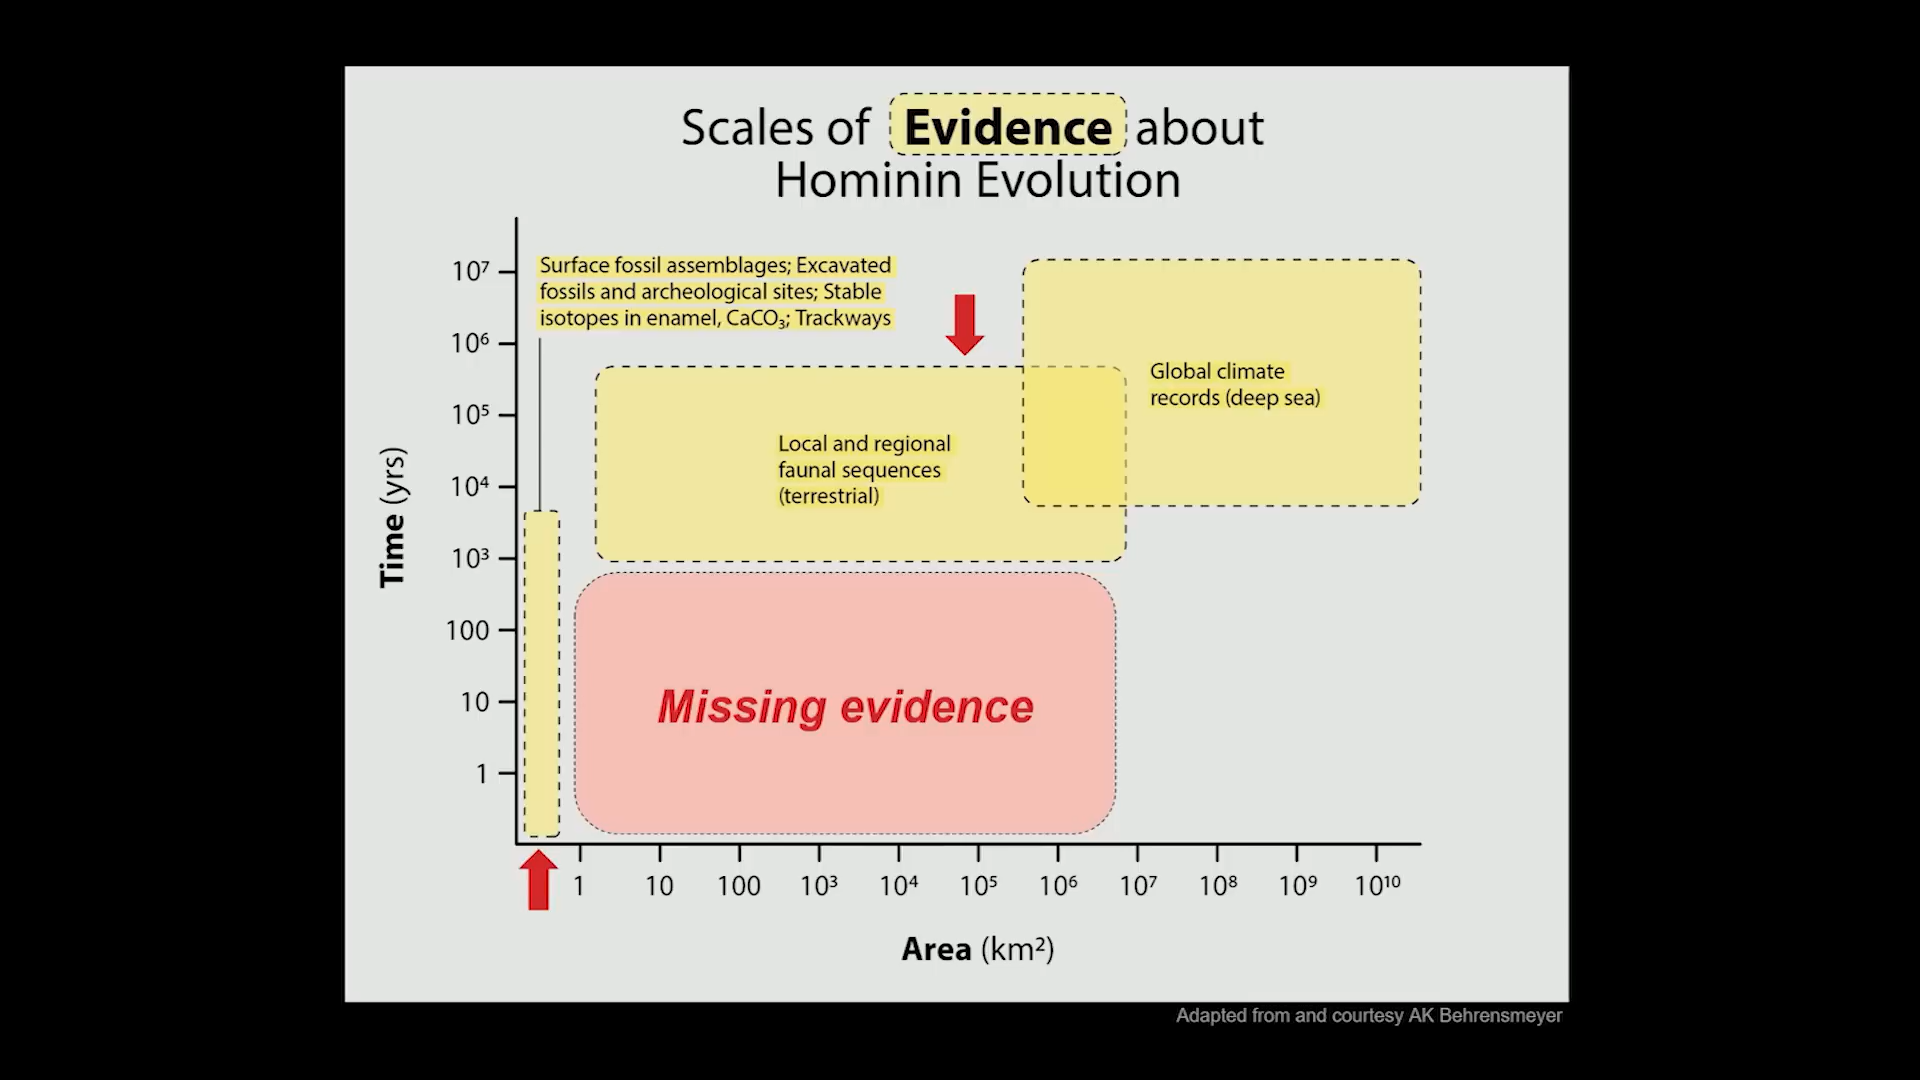 Scales of Evidence about
Hominin Evolution
Surface fossil assemblages; Excavated
fossils and archeological sites; Stable
isotopes in enamel, CaCO₃; Trackways
Global climate
records (deep sea)
Local and regional
faunal sequences
(terrestrial)
Missing evidence
Time (yrs)
10⁷
10⁶
10⁵
10⁴
10³
100
10
1
1 10 100 10³ 10⁴ 10⁵ 10⁶ 10⁷ 10⁸ 10⁹ 10¹⁰
Area (km²)
Adapted from and courtesy AK Behrensmeyer